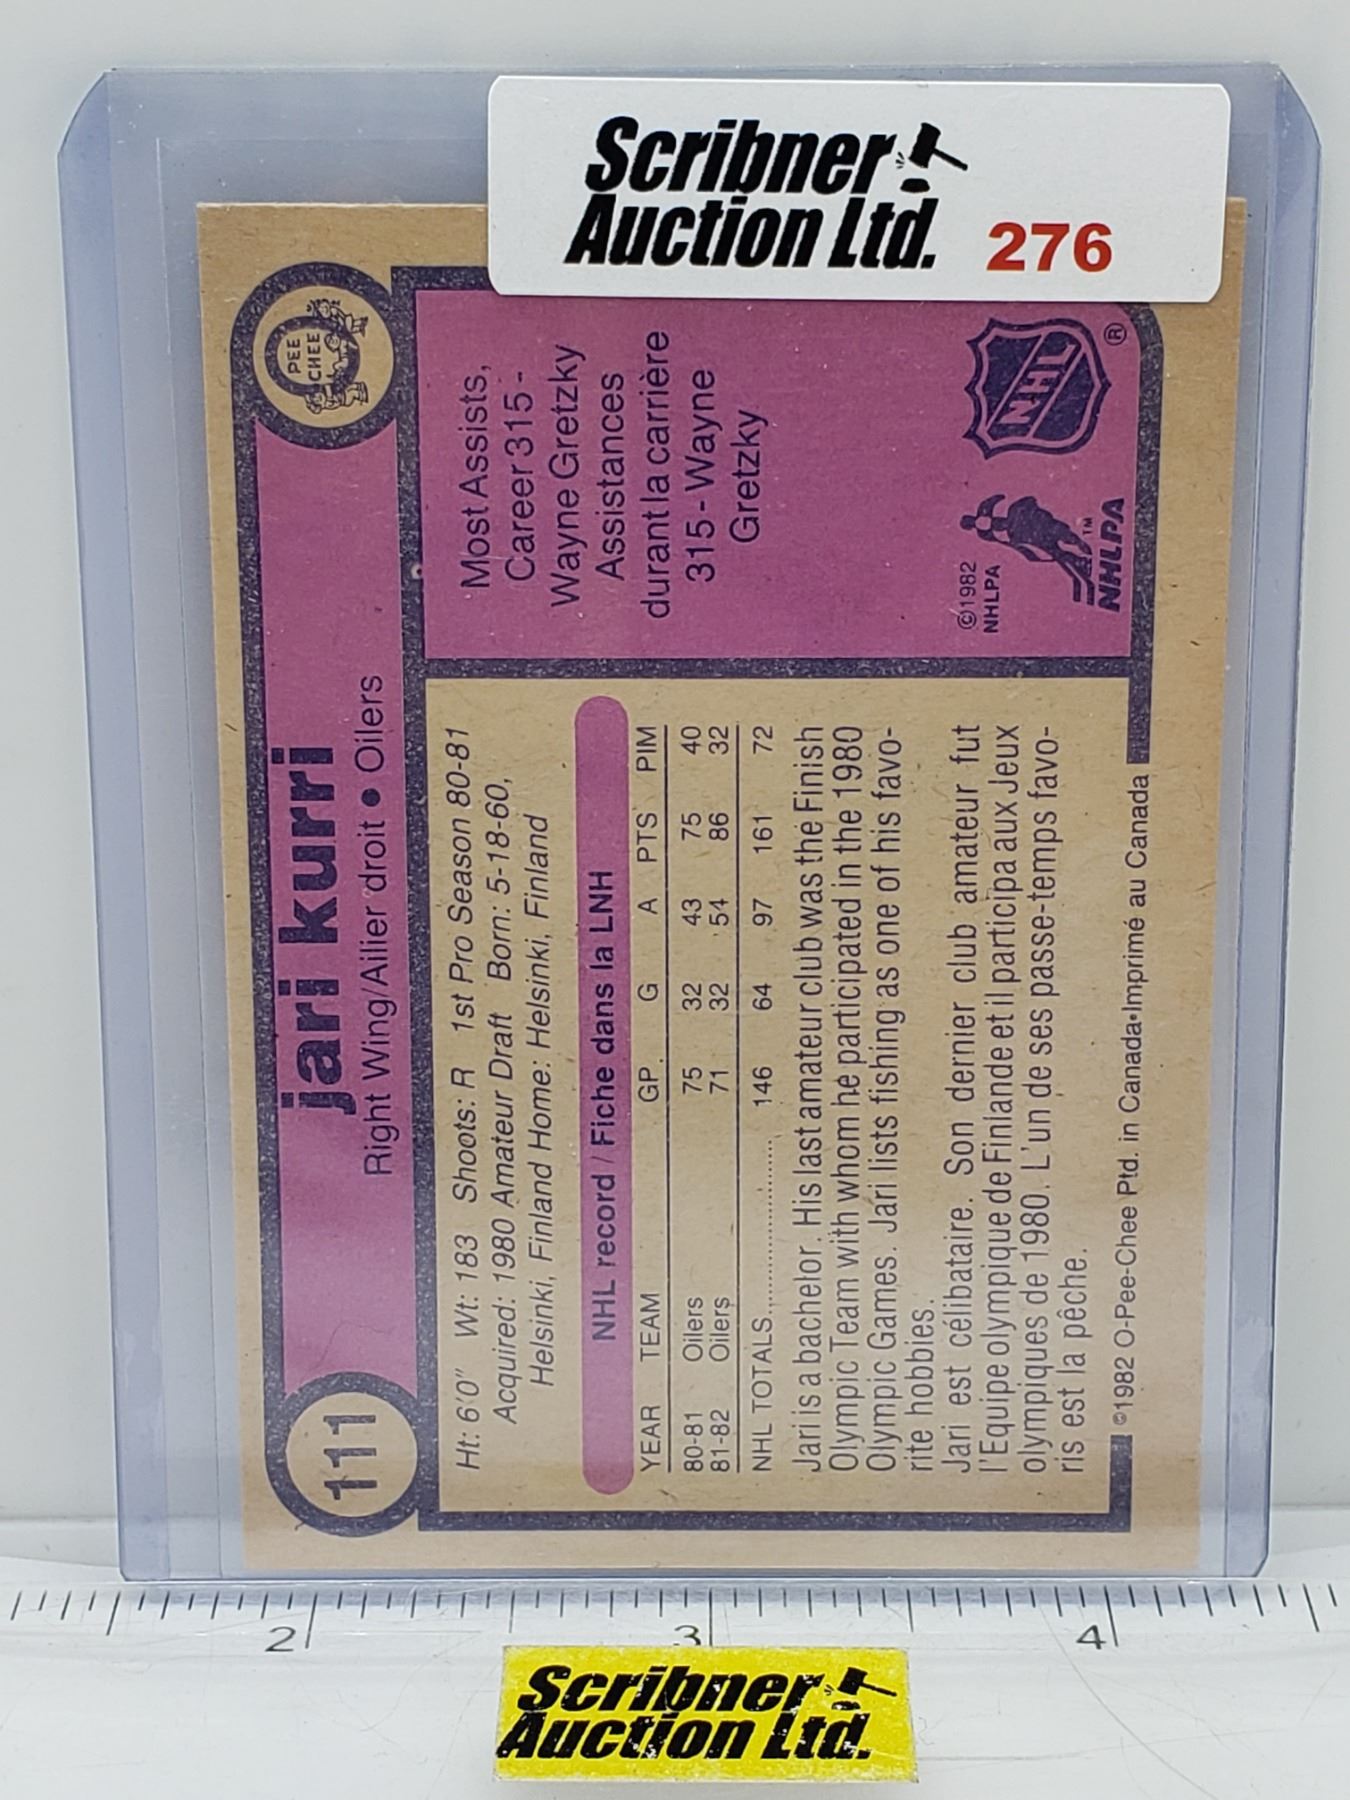 Scribner
Auction Ltd. 276
111
jari kurri
Right Wing/Ailier droit • Oilers
PEE
CHEE
Ht: 6'0" Wt: 183 Shoots: R 1st Pro Season 80-81
Acquired: 1980 Amateur Draft Born: 5-18-60,
Helsinki, Finland Home: Helsinki, Finland
NHL record / Fiche dans la LNH
YEAR TEAM GP G A PTS PIM
80-81 Oilers 75 32 43 75 40
81-82 Oilers 71 32 54 86 32
NHL TOTALS.................... 146 64 97 161 72
Jari is a bachelor. His last amateur club was the Finish
Olympic Team with whom he participated in the 1980
Olympic Games. Jari lists fishing as one of his favo-
rite hobbies.
Jari est célibataire. Son dernier club amateur fut
l'Equipe olympique de Finlande et il participa aux Jeux
olympiques de 1980. L'un de ses passe-temps favo-
ris est la pêche.
©1982 O-Pee-Chee Ptd. in Canada•Imprimé au Canada
Most Assists,
Career 315 -
Wayne Gretzky
Assistances
durant la carrière
315 - Wayne
Gretzky
©1982
NHLPA
TM
NHLPA
NHL
®
2 3 4
Scribner
Auction Ltd.